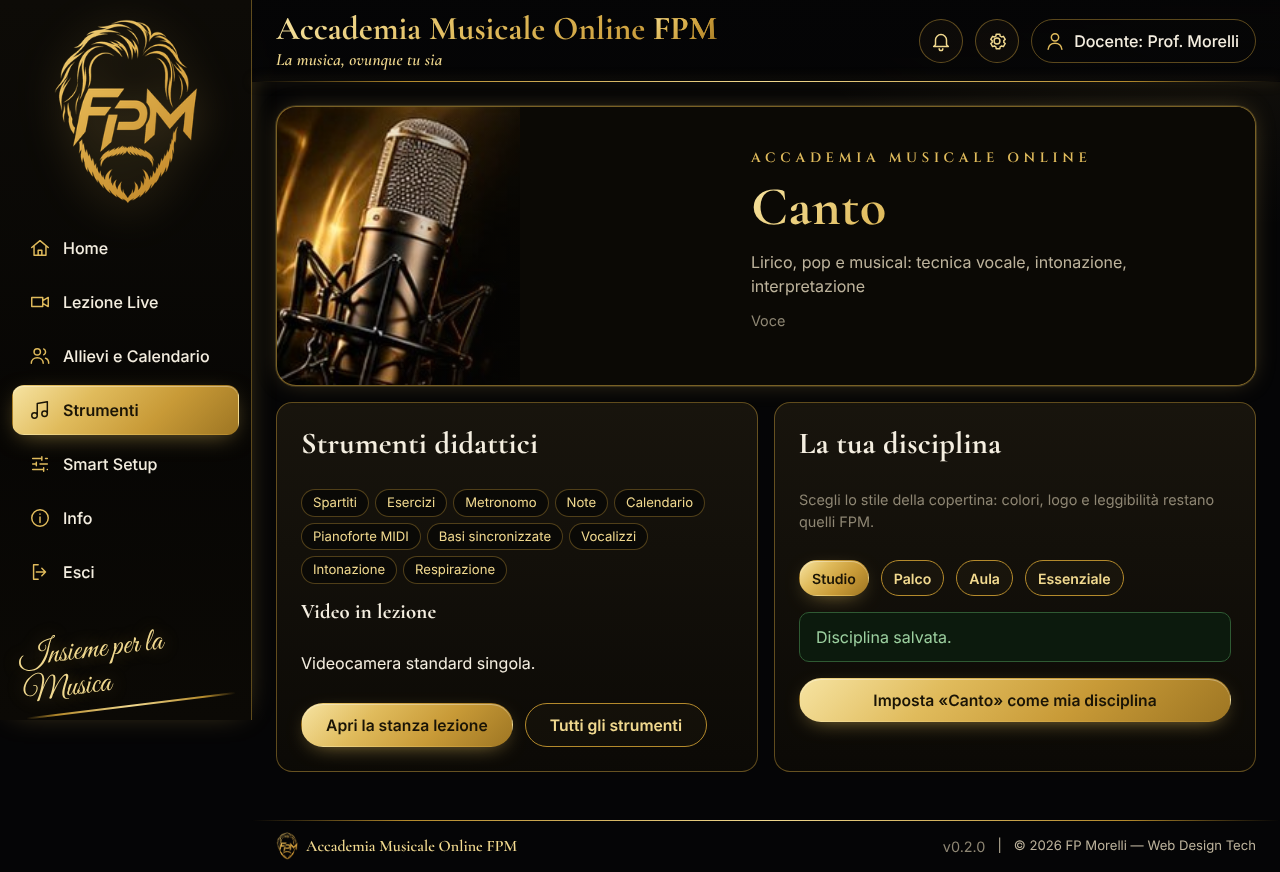 FPM
Home
Lezione Live
Allievi e Calendario
Strumenti
Smart Setup
Info
Esci
Insieme per la
Musica
Accademia Musicale Online FPM
La musica, ovunque tu sia
Docente: Prof. Morelli
ACCADEMIA MUSICALE ONLINE
Canto
Lirico, pop e musical: tecnica vocale, intonazione,
interpretazione
Voce
Strumenti didattici
Spartiti Esercizi Metronomo Note Calendario
Pianoforte MIDI Basi sincronizzate Vocalizzi
Intonazione Respirazione
Video in lezione
Videocamera standard singola.
Apri la stanza lezione Tutti gli strumenti
La tua disciplina
Scegli lo stile della copertina: colori, logo e leggibilità restano
quelli FPM.
Studio Palco Aula Essenziale
Disciplina salvata.
Imposta «Canto» come mia disciplina
FPM Accademia Musicale Online FPM
v0.2.0 | © 2026 FP Morelli — Web Design Tech